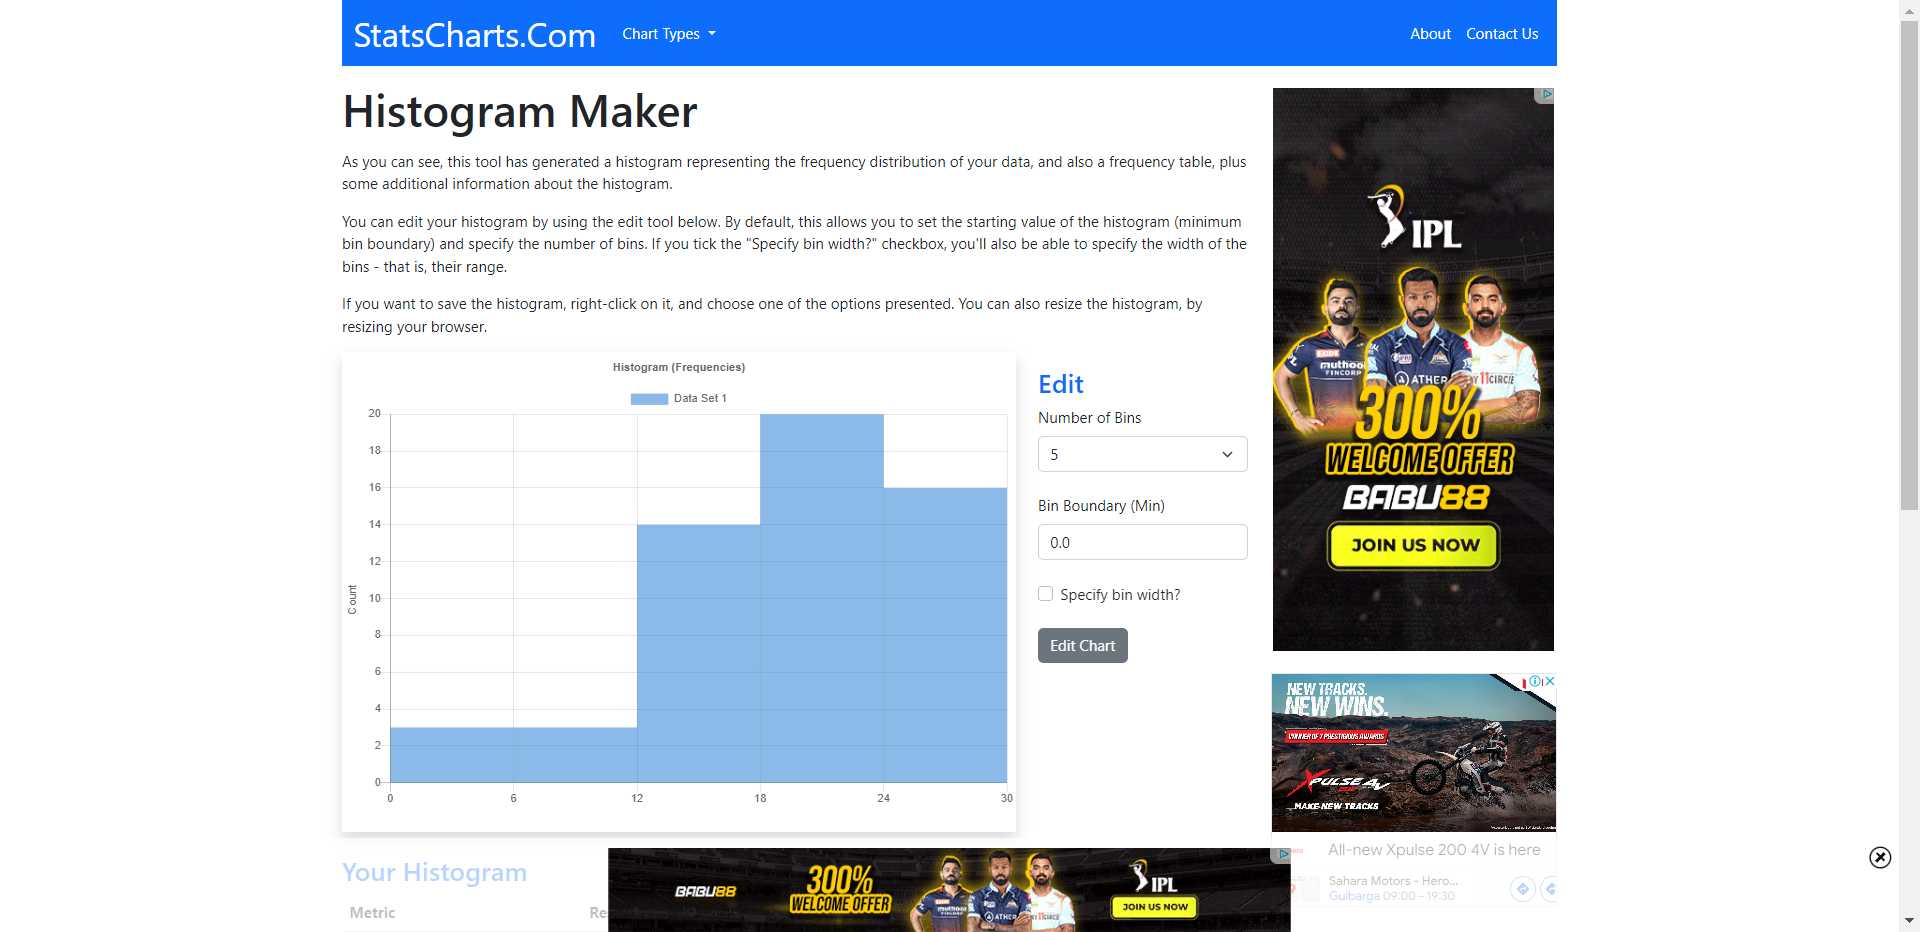 StatsCharts.Com
Chart Types
About
Contact Us
Histogram Maker
As you can see, this tool has generated a histogram representing the frequency distribution of your data, and also a frequency table, plus
some additional information about the histogram.
You can edit your histogram by using the edit tool below. By default, this allows you to set the starting value of the histogram (minimum
bin boundary) and specify the number of bins. If you tick the "Specify bin width?" checkbox, you'll also be able to specify the width of the
bins - that is, their range.
If you want to save the histogram, right-click on it, and choose one of the options presented. You can also resize the histogram, by
resizing your browser.
Histogram (Frequencies)
Data Set 1
20
18
16
14
12
10
8
6
4
2
0
Count
0 6 12 18 24 30
Edit
Number of Bins
5
Bin Boundary (Min)
0.0
Specify bin width?
Edit Chart
IPL
muthoot
FINCORP
ATHER
MY11CIRCLE
300%
WELCOME OFFER
BABU88
JOIN US NOW
NEW TRACKS.
NEW WINS.
WINNER OF 7 PRESTIGIOUS AWARDS
XPULSE 4V
MAKE NEW TRACKS
All-new Xpulse 200 4V is here
Sahara Motors - Hero...
Gulbarga 09:00 - 19:30
Your Histogram
Metric
Re
BABU88
300%
WELCOME OFFER
IPL
JOIN US NOW